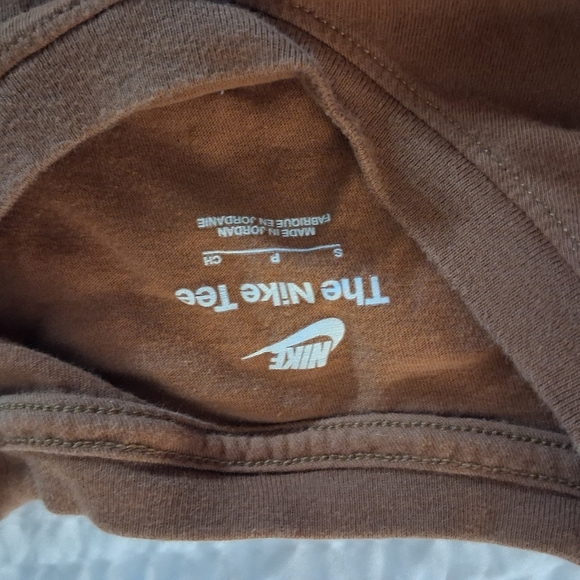 NIKE
The Nike Tee
S P CH
MADE IN JORDAN
FABRIQUE EN JORDANIE